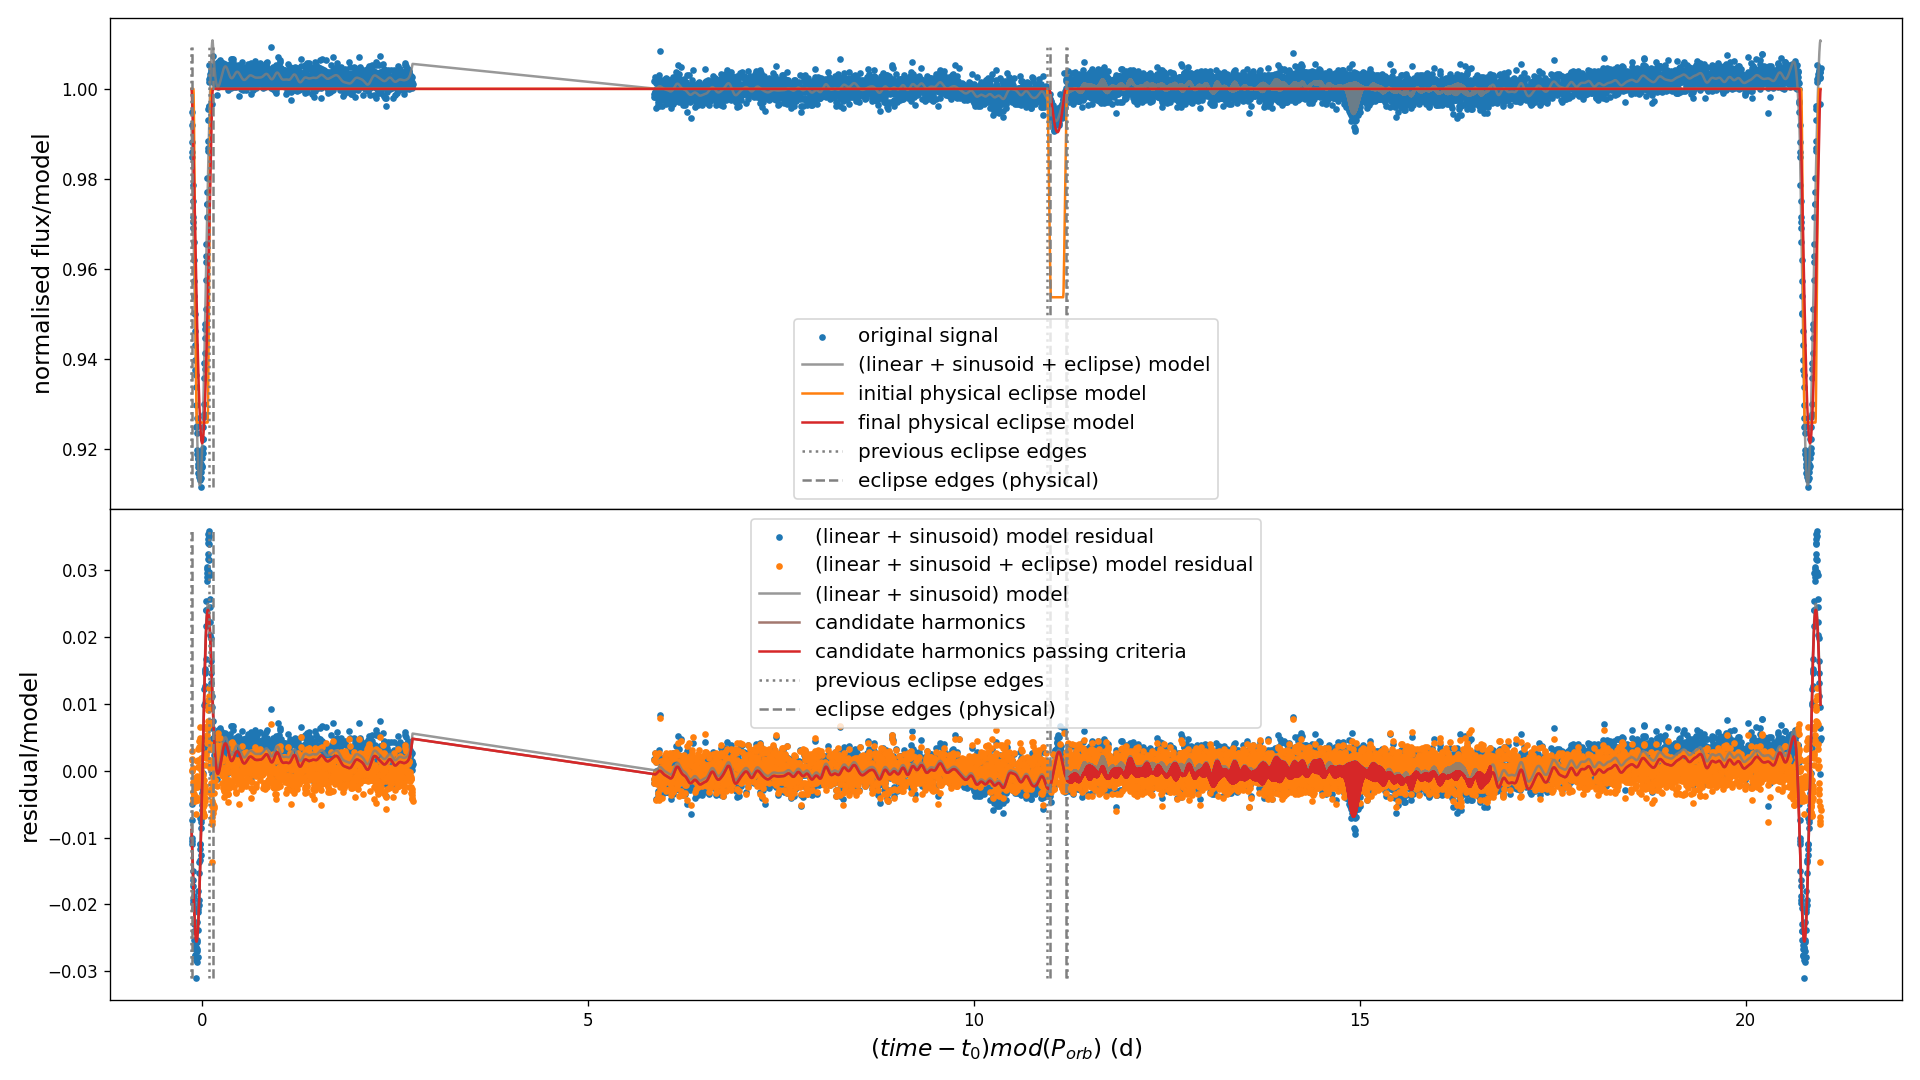 normalised flux/model
1.00
0.98
0.96
0.94
0.92
original signal
(linear + sinusoid + eclipse) model
initial physical eclipse model
final physical eclipse model
previous eclipse edges
eclipse edges (physical)
residual/model
0.03
0.02
0.01
0.00
−0.01
−0.02
−0.03
(linear + sinusoid) model residual
(linear + sinusoid + eclipse) model residual
(linear + sinusoid) model
candidate harmonics
candidate harmonics passing criteria
previous eclipse edges
eclipse edges (physical)
0 5 10 15 20
(time − t₀)mod(P_orb) (d)